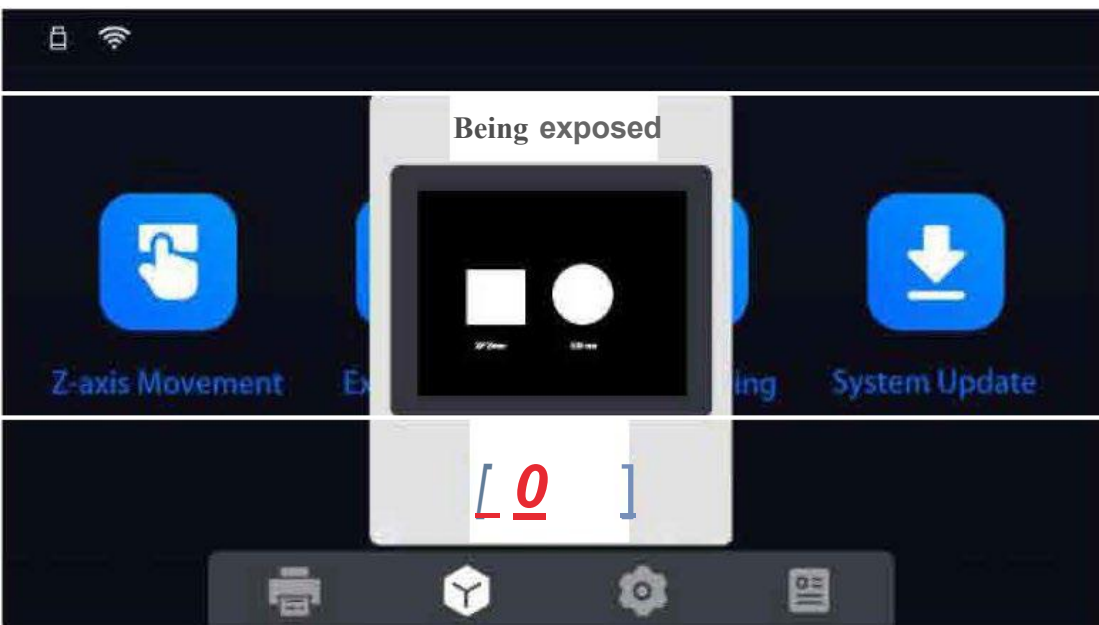 Being exposed
Z-axis Movement Ex ing System Update
[ 0 ]